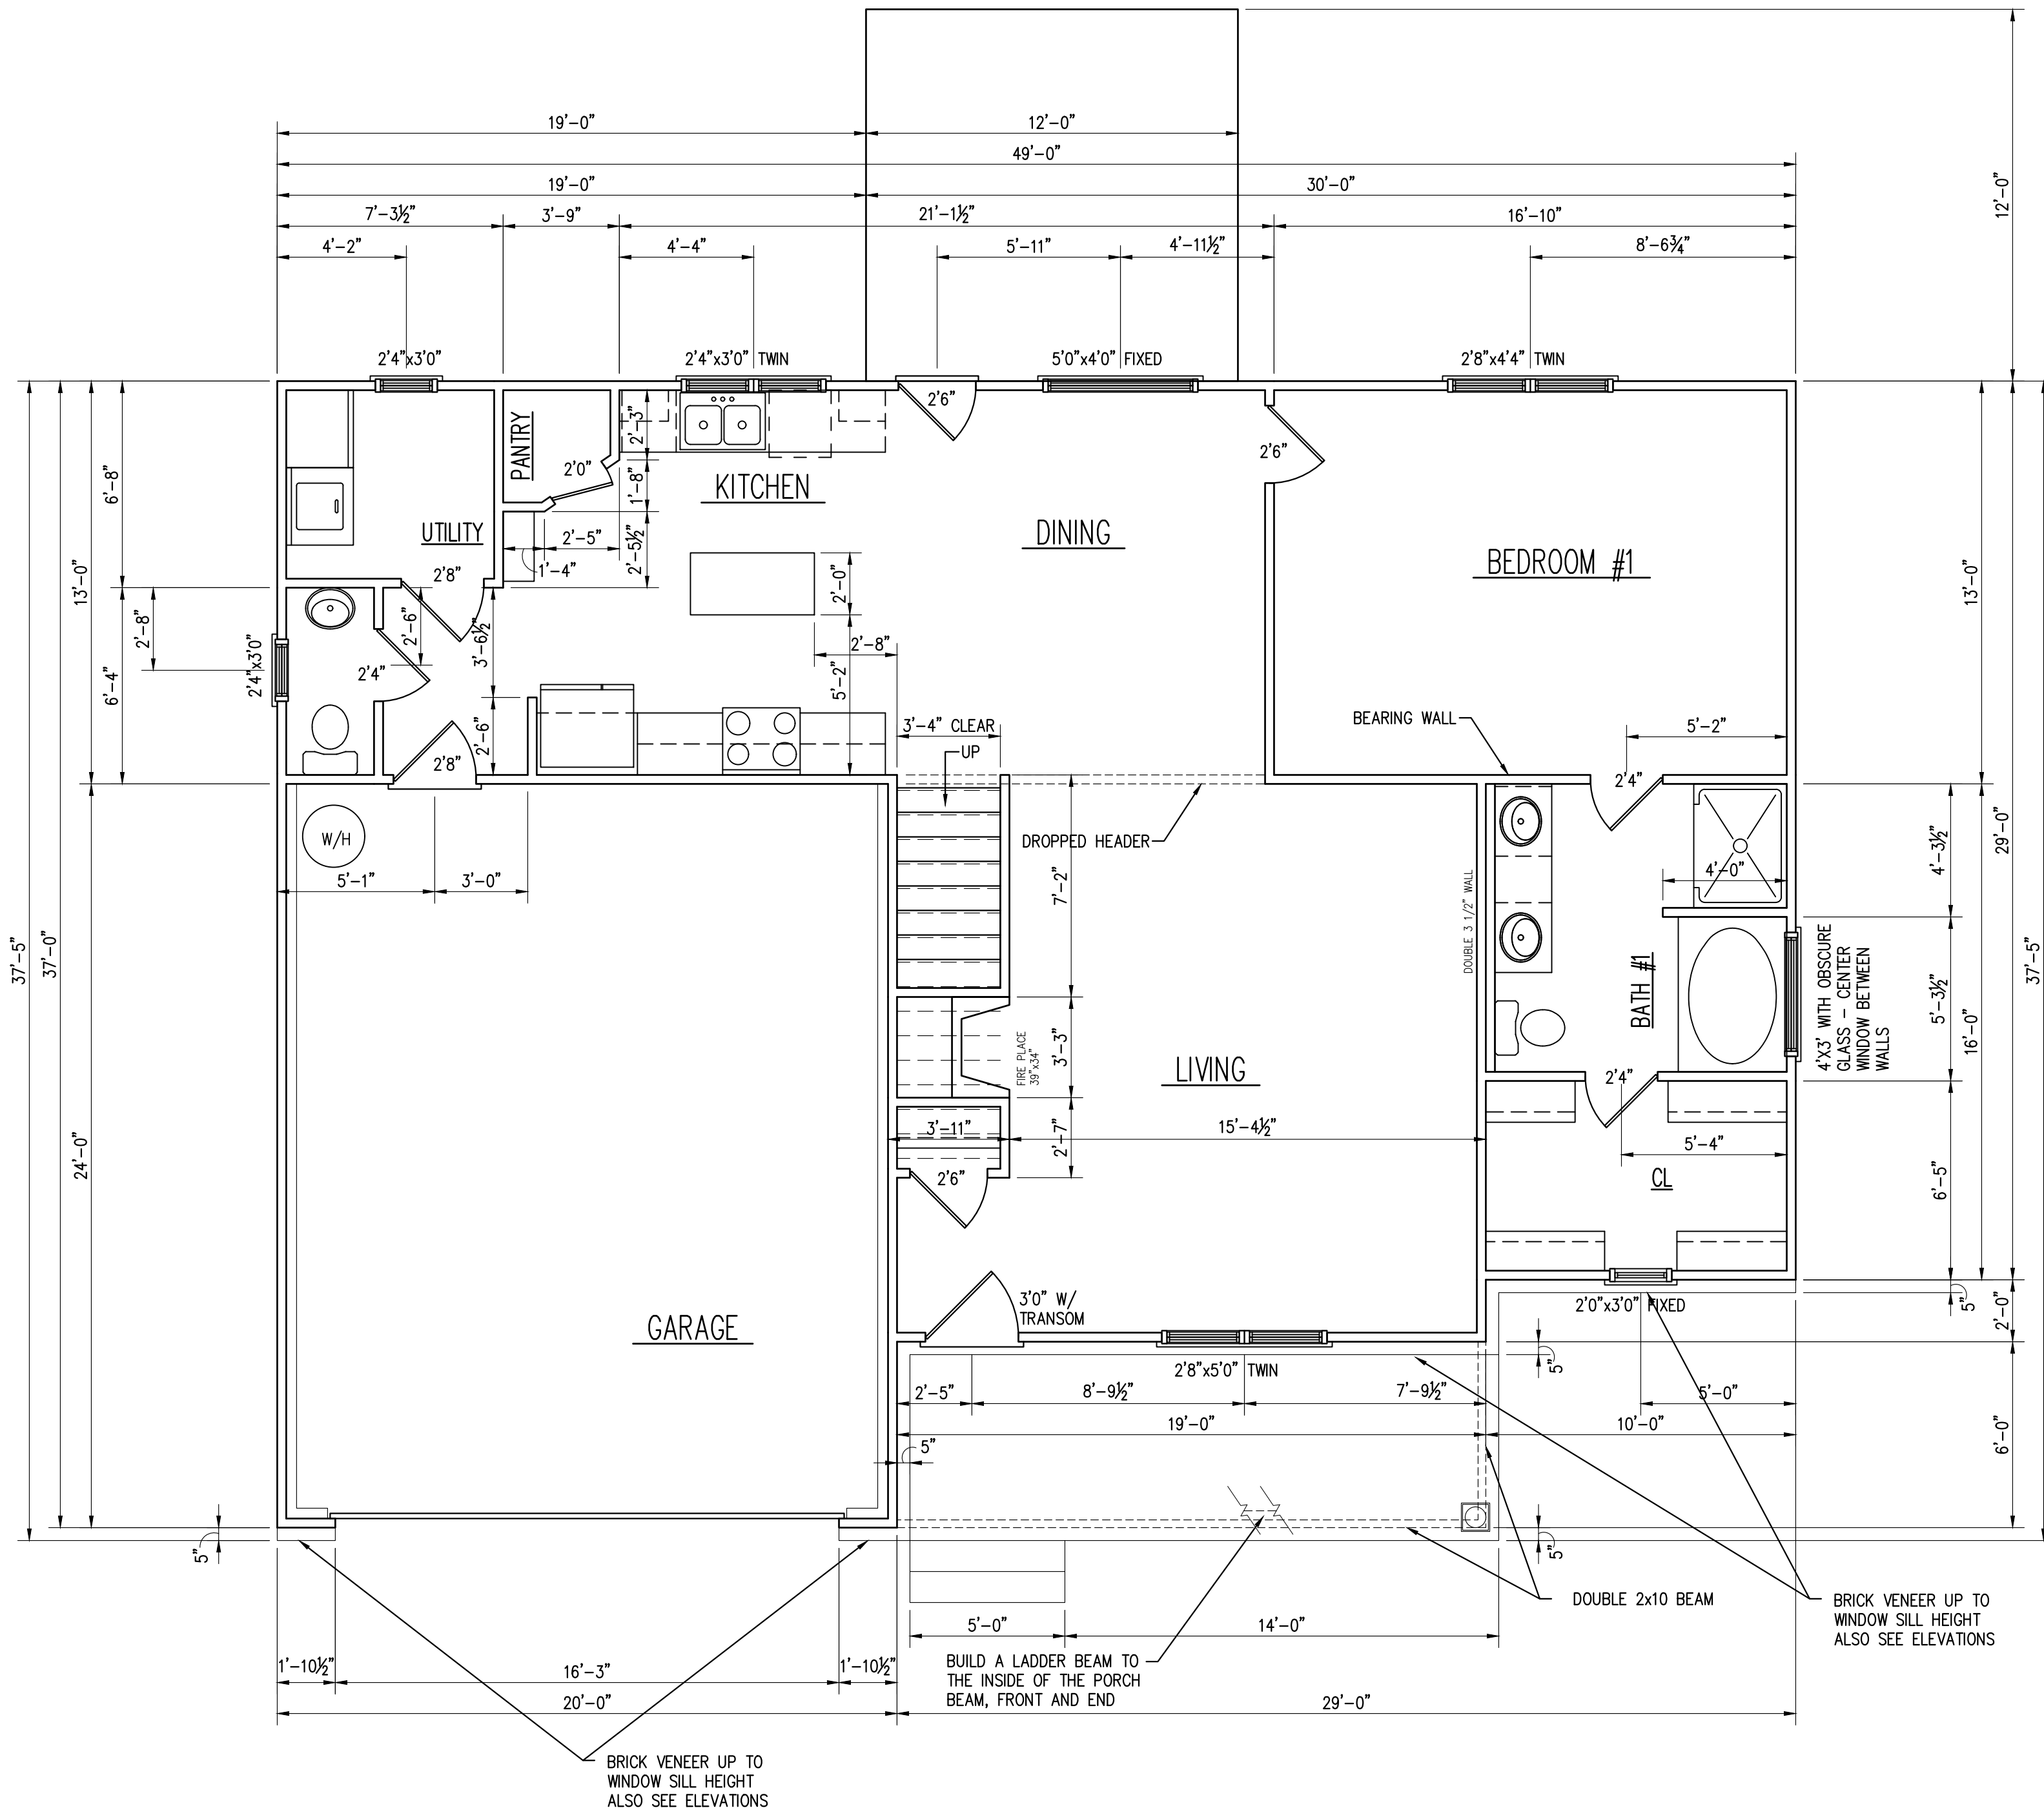 19'-0" 12'-0"
49'-0"
19'-0" 30'-0"
7'-3½" 3'-9" 21'-1½" 16'-10"
4'-2" 4'-4" 5'-11" 4'-11½" 8'-6¾"
12'-0"
2'4"x3'0" 2'4"x3'0" TWIN 5'0"x4'0" FIXED 2'8"x4'4" TWIN
2'6"
PANTRY
2'-3"
2'6"
2'0"
1'-8"
KITCHEN
6'-8"
UTILITY
DINING
2'-5"
2'-5½"
1'-4"
BEDROOM #1
2'8"
2'-0"
13'-0"
13'-0"
2'-8"
2'-6"
3'-6½"
2'4"x3'0"
2'4"
2'-8"
5'-2"
6'-4"
2'-6"
2'8"
3'-4" CLEAR
UP
BEARING WALL
5'-2"
2'4"
W/H
DROPPED HEADER
5'-1" 3'-0"
7'-2"
DOUBLE 3 1/2" WALL
4'-0"
4'-3½"
29'-0"
37'-5"
37'-0"
37'-5"
BATH #1
4'X3' WITH OBSCURE
GLASS - CENTER
WINDOW BETWEEN
WALLS
5'-3½"
16'-0"
FIRE PLACE
39"x34"
3'-3"
LIVING
2'4"
24'-0"
3'-11"
2'-7"
15'-4½"
5'-4"
2'6"
CL
6'-5"
3'0" W/
TRANSOM
GARAGE
2'0"x3'0" FIXED
5"
2'-0"
2'8"x5'0" TWIN
5"
2'-5" 8'-9½" 7'-9½" 5'-0"
19'-0" 10'-0"
5"
6'-0"
5"
5"
DOUBLE 2x10 BEAM
BRICK VENEER UP TO
WINDOW SILL HEIGHT
ALSO SEE ELEVATIONS
5'-0" 14'-0"
BUILD A LADDER BEAM TO
THE INSIDE OF THE PORCH
BEAM, FRONT AND END
1'-10½" 16'-3" 1'-10½"
20'-0" 29'-0"
BRICK VENEER UP TO
WINDOW SILL HEIGHT
ALSO SEE ELEVATIONS